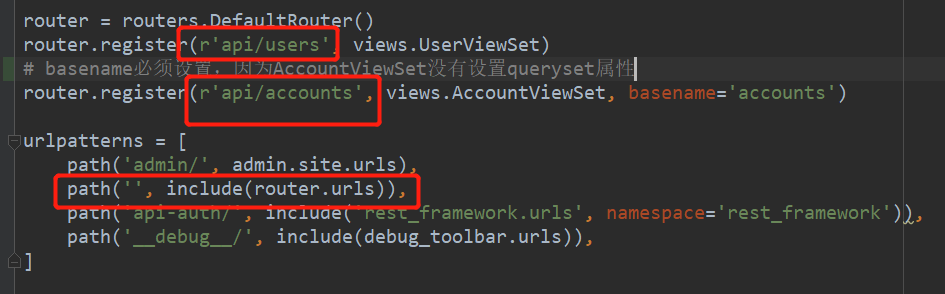 router = routers.DefaultRouter()
router.register(r'api/users', views.UserViewSet)
# basename必须设置，因为AccountViewSet没有设置queryset属性
router.register(r'api/accounts', views.AccountViewSet, basename='accounts')
urlpatterns = [
path('admin/', admin.site.urls),
path('', include(router.urls)),
path('api-auth/', include('rest_framework.urls', namespace='rest_framework')),
path('__debug__/', include(debug_toolbar.urls)),
]